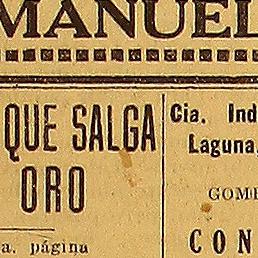 MANUEL
QUE SALGA
ORO
a. página
Cia. Ind
Laguna,
GOME
CON